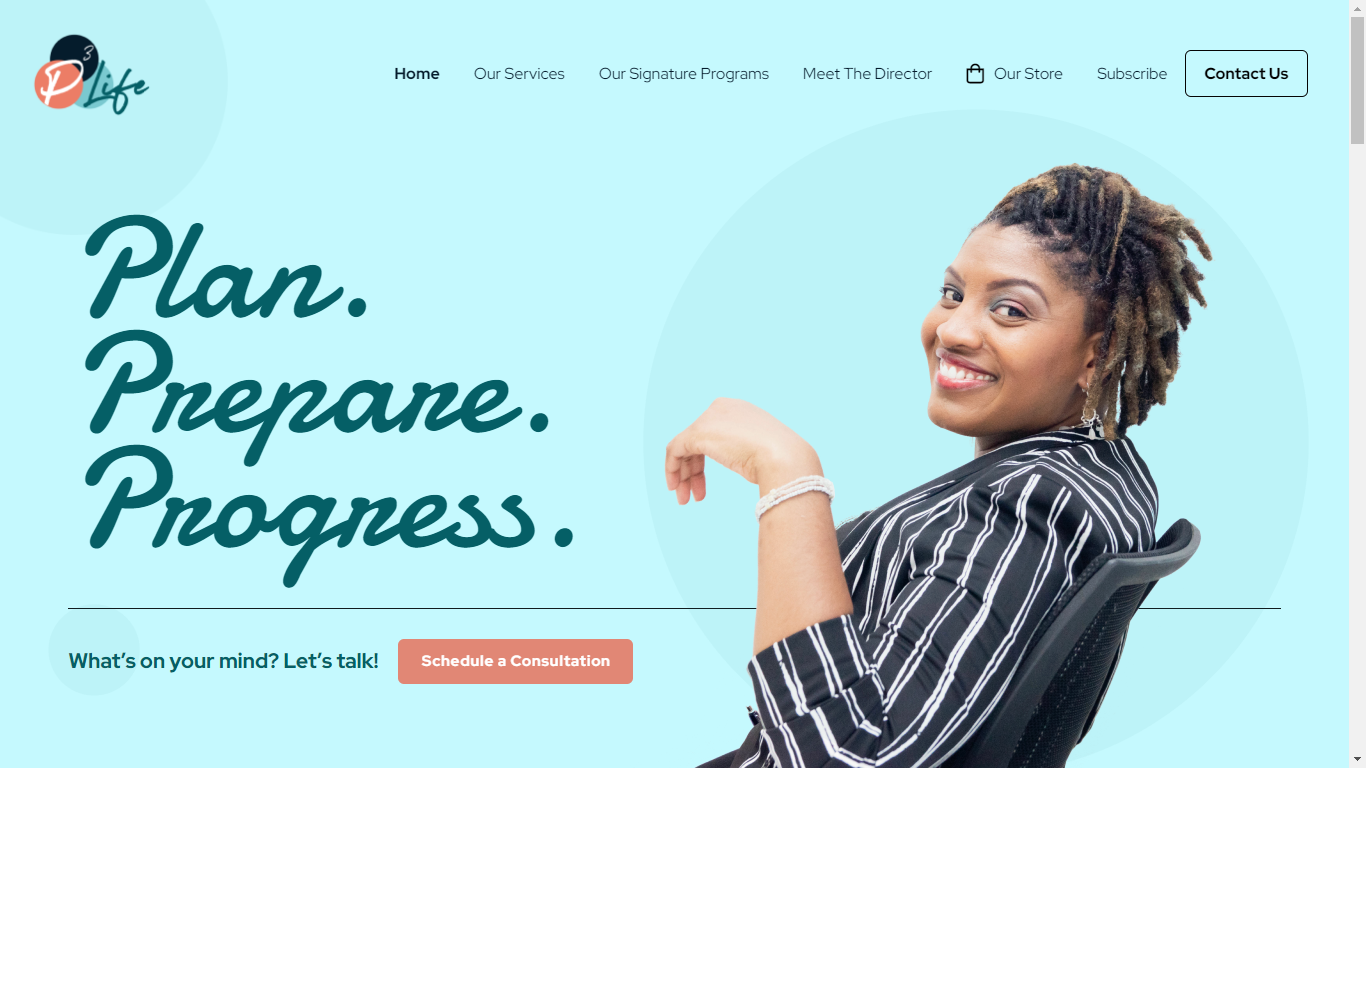 P3 Life
Home
Our Services
Our Signature Programs
Meet The Director
Our Store
Subscribe
Contact Us
Plan.
Prepare.
Progress.
What's on your mind? Let's talk!
Schedule a Consultation